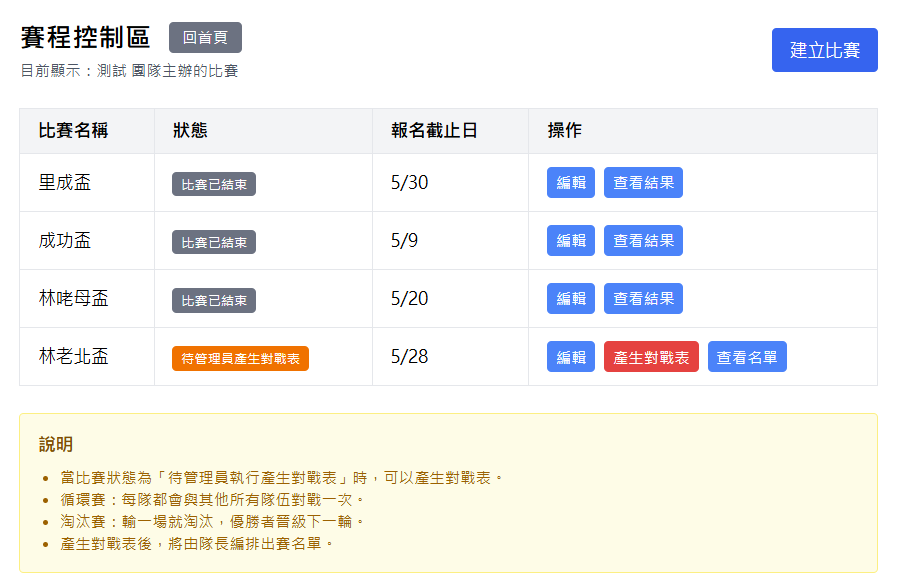 賽程控制區 回首頁 建立比賽
目前顯示：測試 團隊主辦的比賽
比賽名稱 狀態 報名截止日 操作
里成盃 比賽已結束 5/30 編輯 查看結果
成功盃 比賽已結束 5/9 編輯 查看結果
林咾母盃 比賽已結束 5/20 編輯 查看結果
林老北盃 待管理員產生對戰表 5/28 編輯 產生對戰表 查看名單
說明
• 當比賽狀態為「待管理員執行產生對戰表」時，可以產生對戰表。
• 循環賽：每隊都會與其他所有隊伍對戰一次。
• 淘汰賽：輸一場就淘汰，優勝者晉級下一輪。
• 產生對戰表後，將由隊長編排出賽名單。